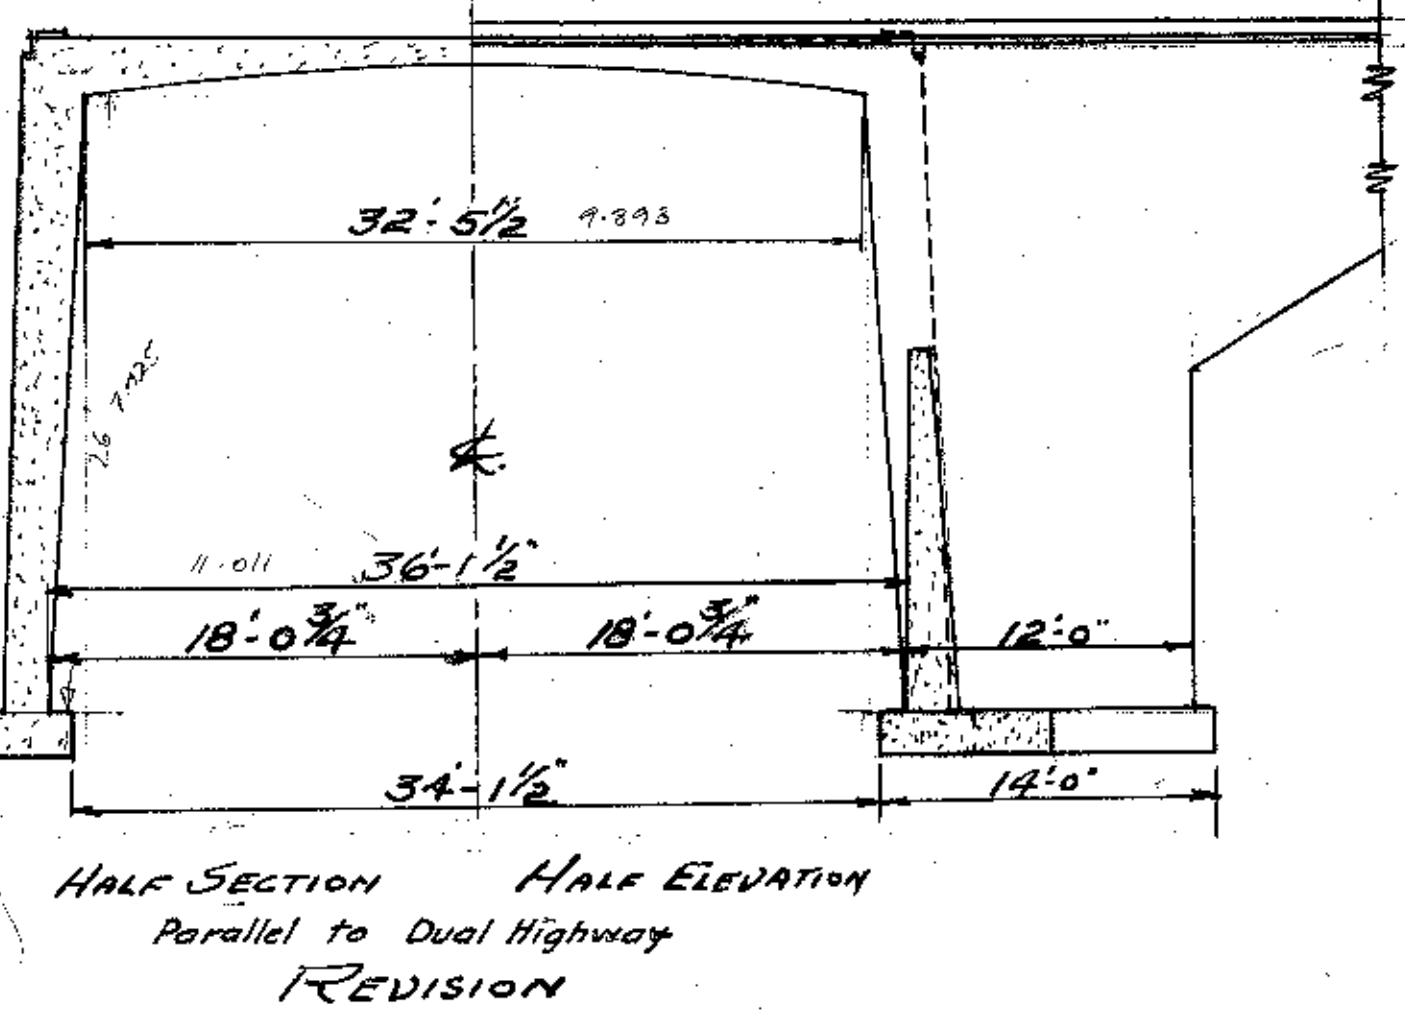 32'-5½" 9.893
11.011 36'-1½"
18'-0¾" 18'-0¾" 12'-0"
34'-1½" 14'-0"
HALF SECTION HALF ELEVATION
Parallel to Dual Highway
REVISION